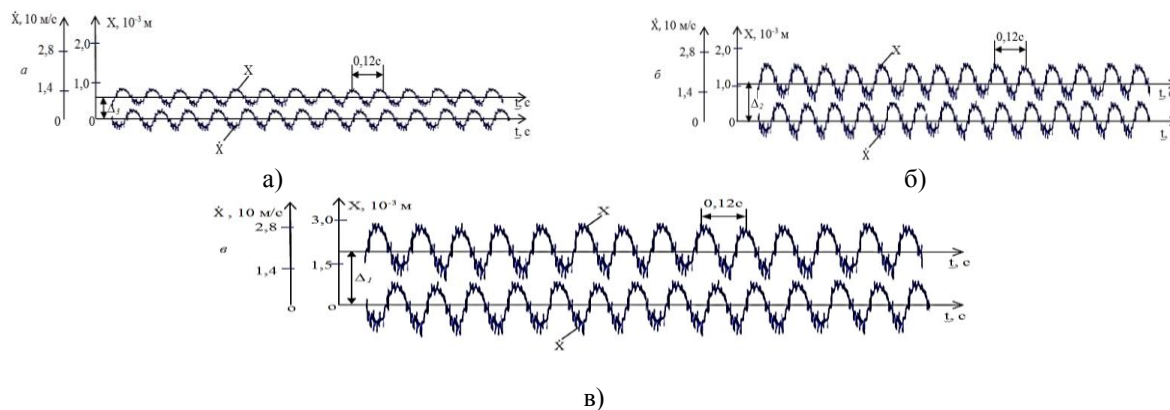 Ẋ, 10 м/с
X, 10⁻³ м
2,8
2,0
а
X
0,12с
1,4
1,0
Δ₁
t, с
0
0
Ẋ
t, с
а)
Ẋ, 10 м/с
X, 10⁻³ м
2,8
2,0
б
X
0,12с
1,4
1,0
Δ₂
t, с
0
0
Ẋ
t, с
б)
Ẋ , 10 м/с
X, 10⁻³ м
2,8
3,0
в
X
0,12с
1,4
1,5
t, с
0
0
Ẋ
t, с
в)